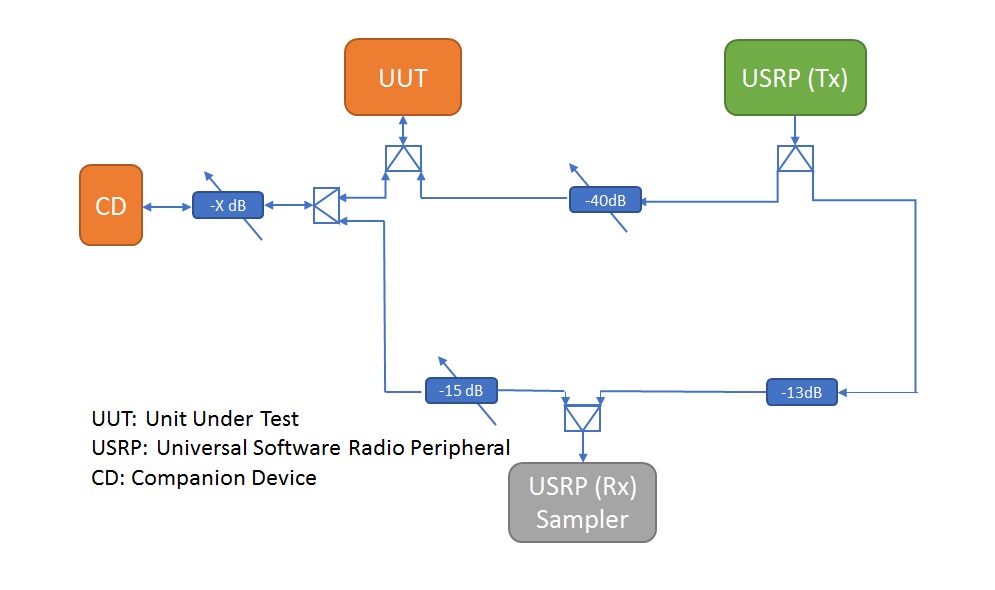 UUT
USRP (Tx)
CD
-X dB
-40dB
-15 dB
-13dB
UUT: Unit Under Test
USRP: Universal Software Radio Peripheral
CD: Companion Device
USRP (Rx)
Sampler